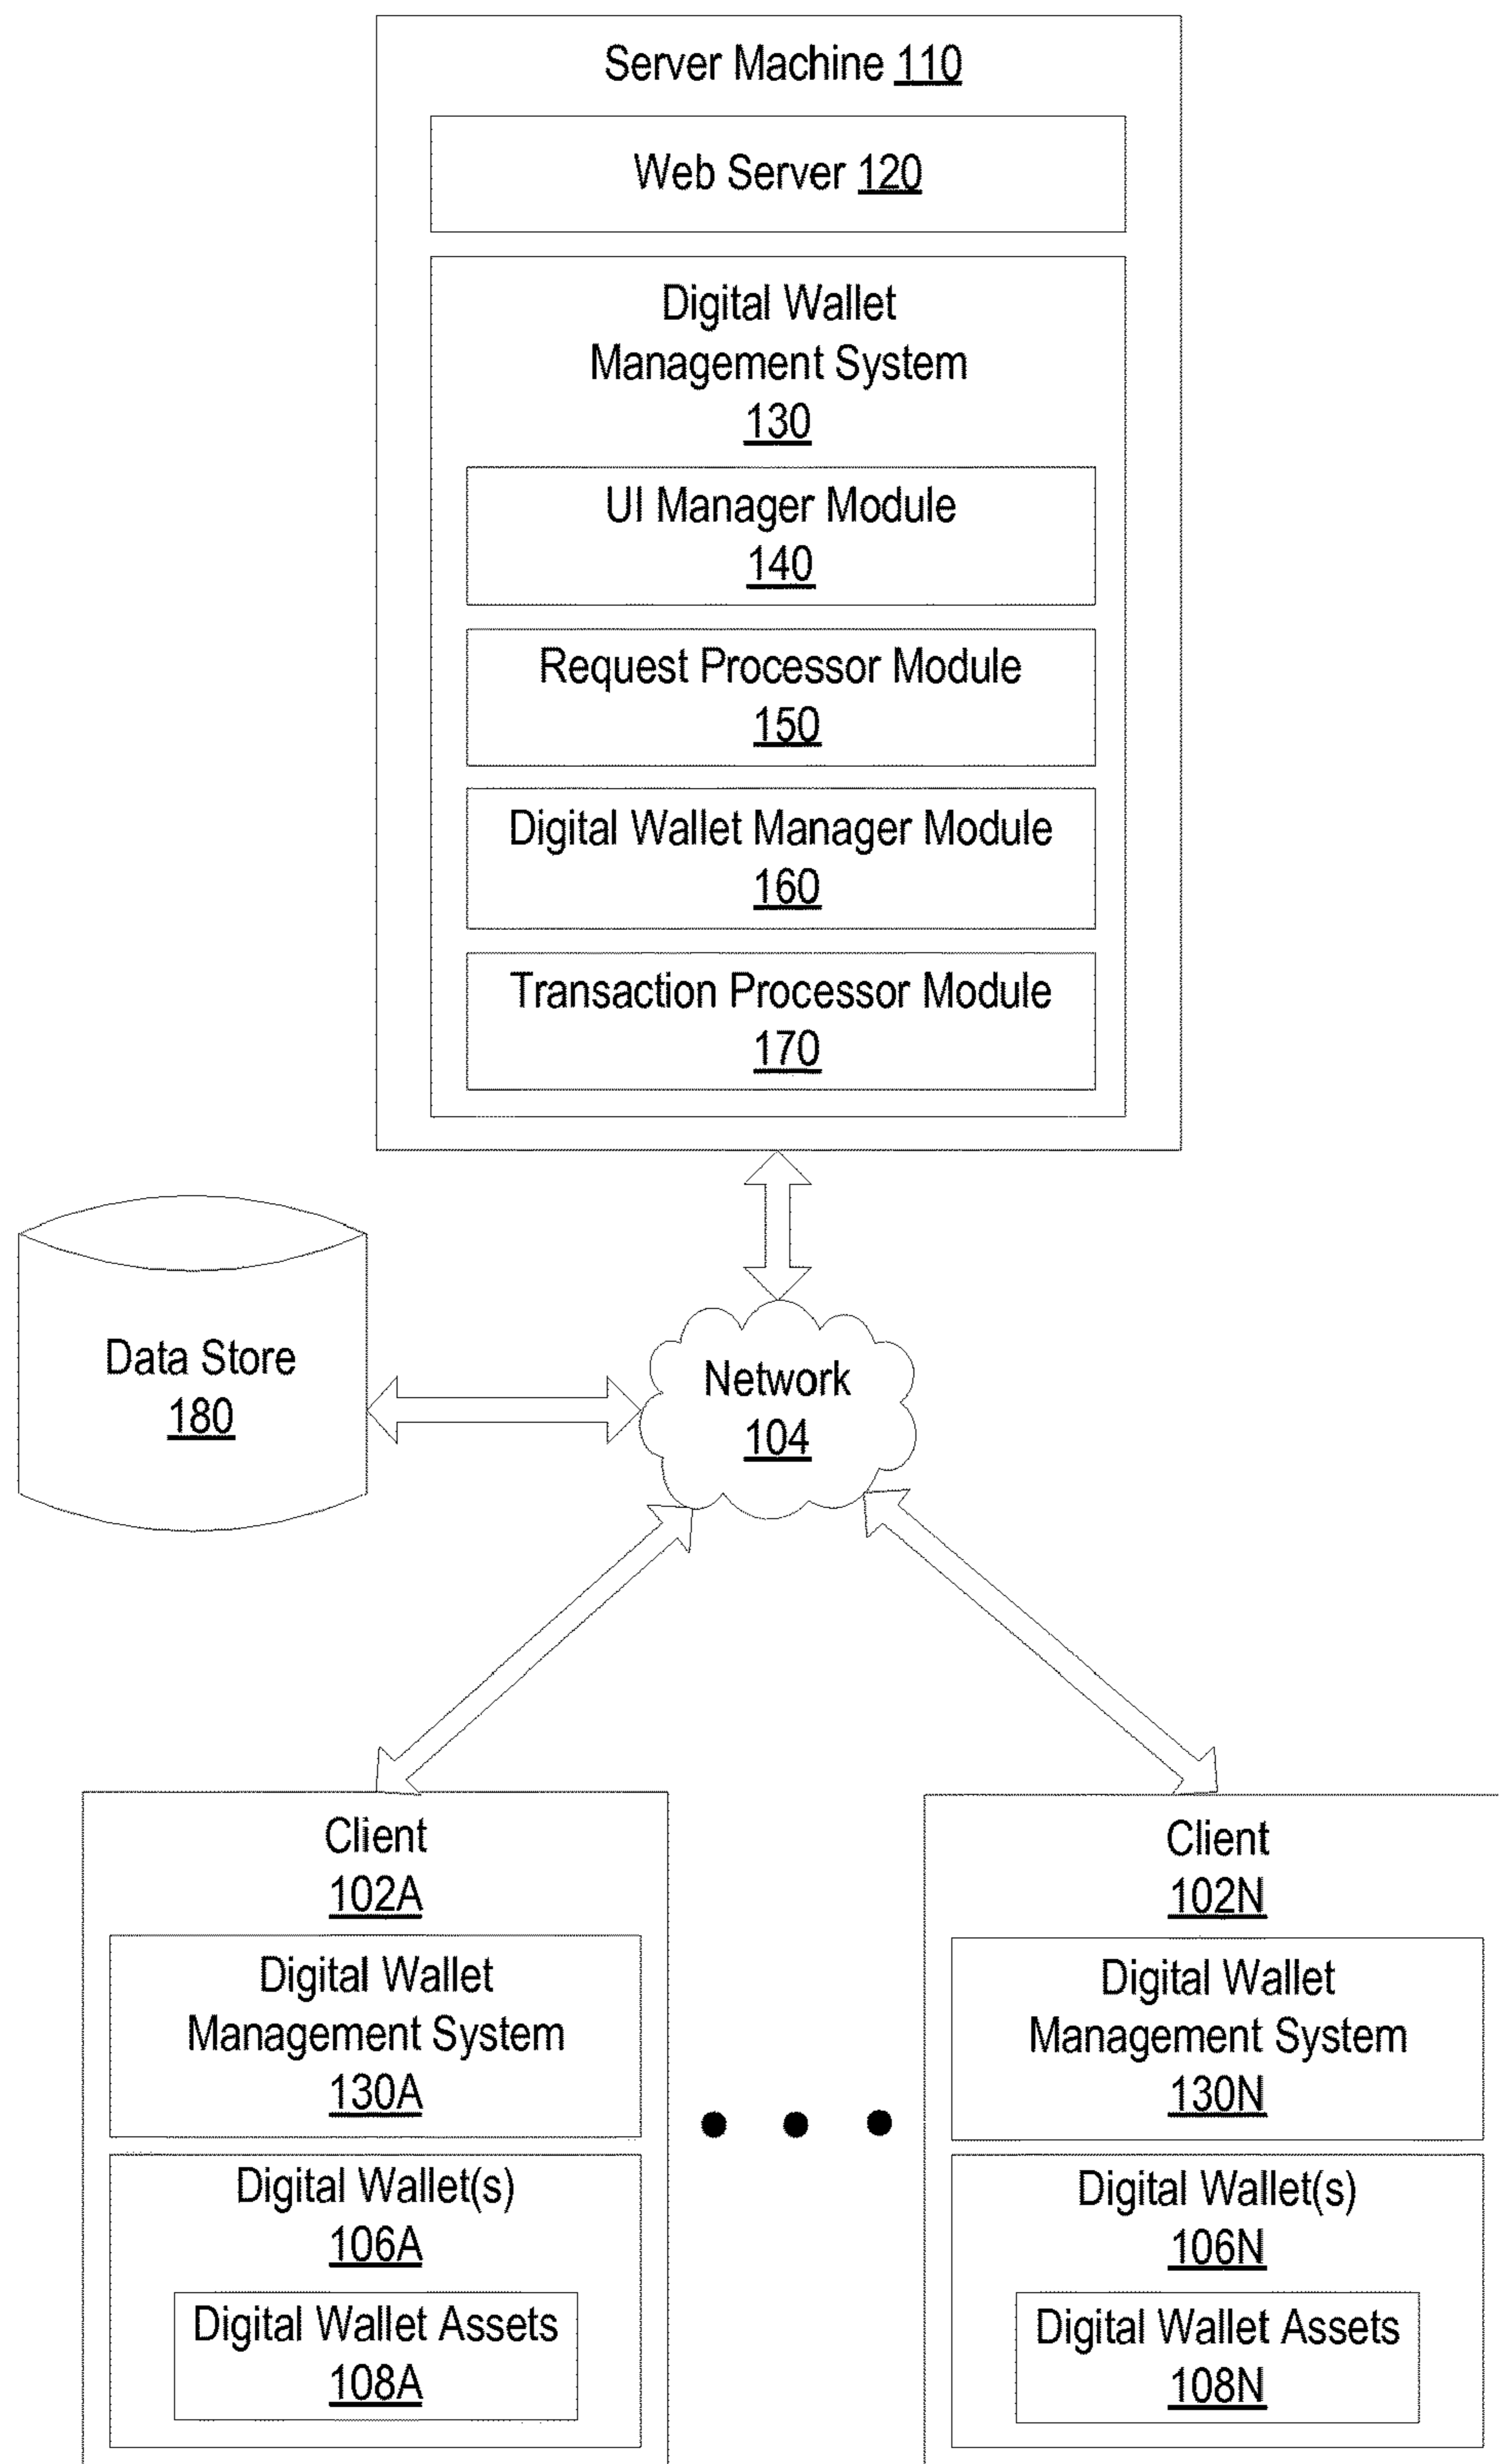 Server Machine 110
Web Server 120
Digital Wallet
Management System
130
UI Manager Module
140
Request Processor Module
150
Digital Wallet Manager Module
160
Transaction Processor Module
170
Data Store
180
Network
104
Client
102A
Digital Wallet
Management System
130A
Digital Wallet(s)
106A
Digital Wallet Assets
108A
Client
102N
Digital Wallet
Management System
130N
Digital Wallet(s)
106N
Digital Wallet Assets
108N